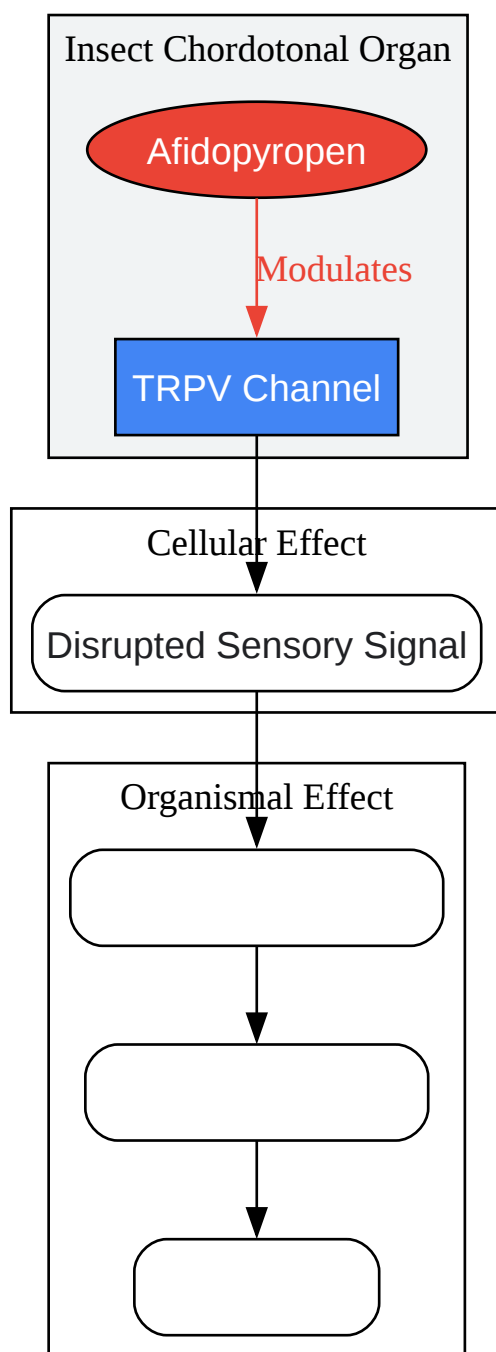 Insect Chordotonal Organ
Afidopyropen
Modulates
TRPV Channel
Cellular Effect
Disrupted Sensory Signal
Organismal Effect